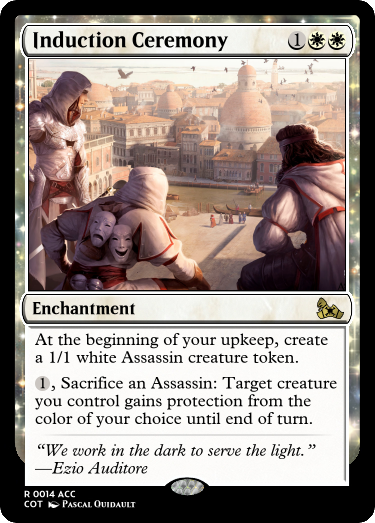 Induction Ceremony 1
Enchantment
At the beginning of your upkeep, create
a 1/1 white Assassin creature token.
1, Sacrifice an Assassin: Target creature
you control gains protection from the
color of your choice until end of turn.
“We work in the dark to serve the light.”
—Ezio Auditore
R 0014 ACC
COT Pascal Quidault